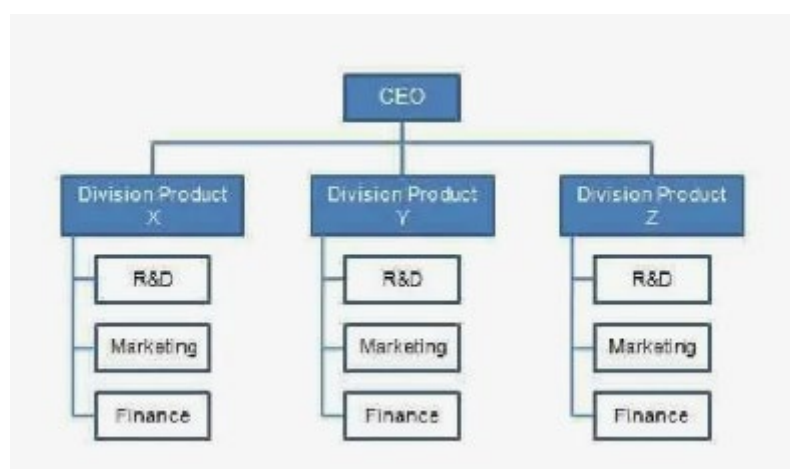 CEO
Division Product
X
Division Product
Y
Division Product
Z
R&D
R&D
R&D
Marketing
Marketing
Marketing
Finance
Finance
Finance